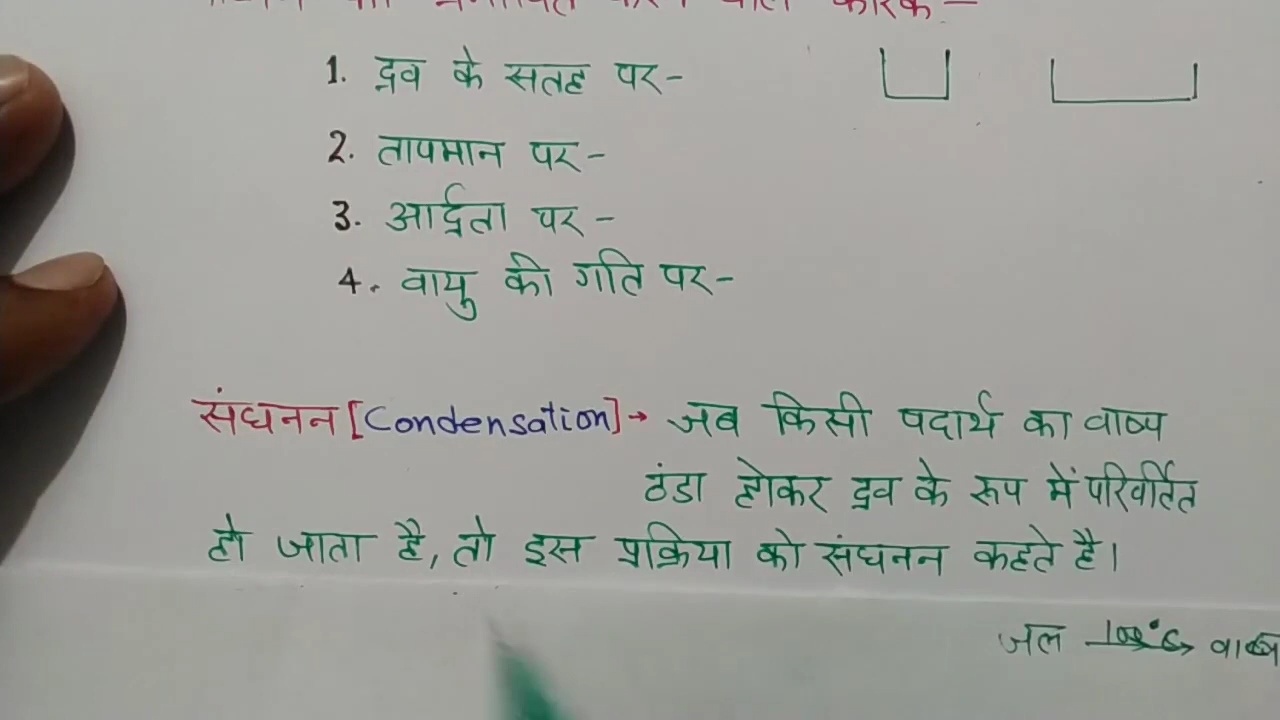 कारक -
1. द्रव के सतह पर -
2. तापमान पर -
3. आर्द्रता पर -
4. वायु की गति पर -
संघनन [Condensation] → जब किसी पदार्थ का वाष्प
ठंडा होकर द्रव के रूप में परिवर्तित
हो जाता है, तो इस प्रक्रिया को संघनन कहते है।
जल 100°C वाष्प